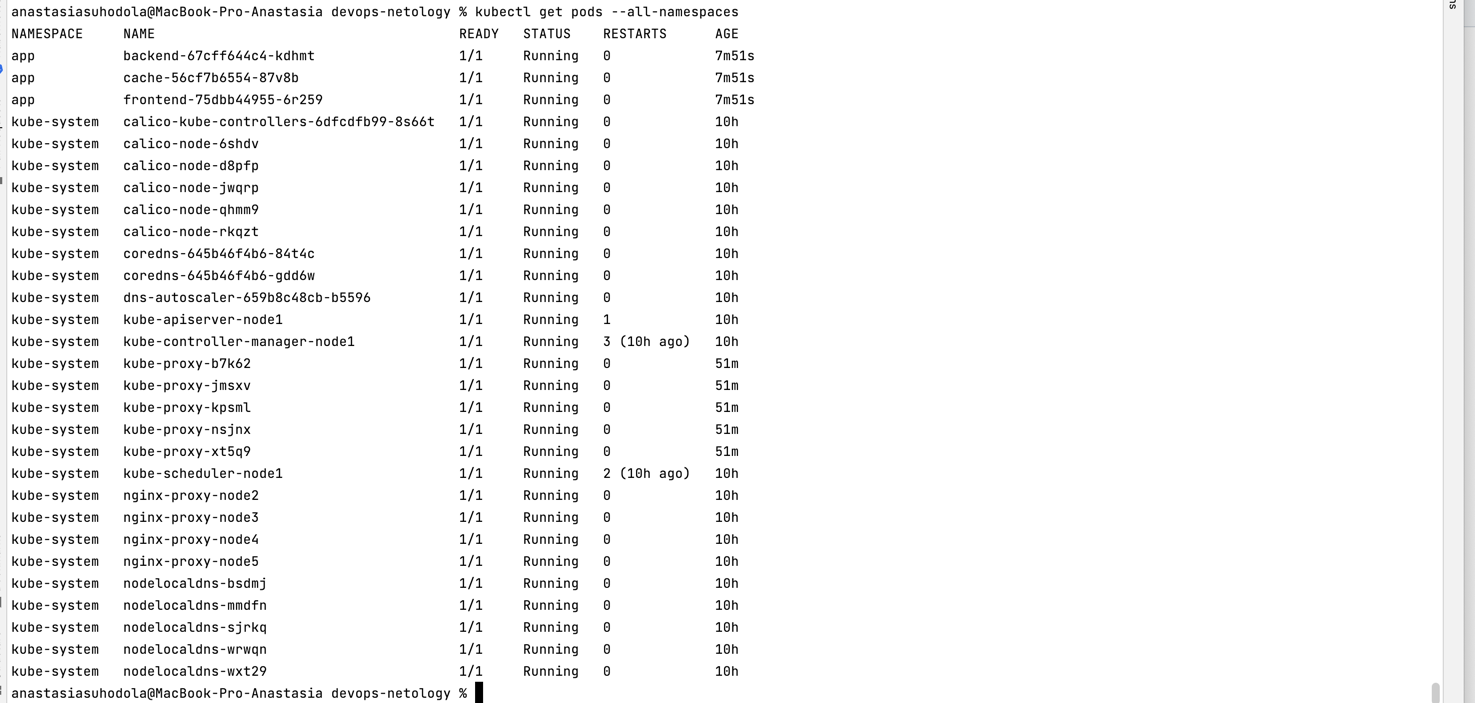 anastasiasuhodola@MacBook-Pro-Anastasia devops-netology % kubectl get pods --all-namespaces
NAMESPACE NAME READY STATUS RESTARTS AGE
app backend-67cff644c4-kdhmt 1/1 Running 0 7m51s
app cache-56cf7b6554-87v8b 1/1 Running 0 7m51s
app frontend-75dbb44955-6r259 1/1 Running 0 7m51s
kube-system calico-kube-controllers-6dfcdfb99-8s66t 1/1 Running 0 10h
kube-system calico-node-6shdv 1/1 Running 0 10h
kube-system calico-node-d8pfp 1/1 Running 0 10h
kube-system calico-node-jwqrp 1/1 Running 0 10h
kube-system calico-node-qhmm9 1/1 Running 0 10h
kube-system calico-node-rkqzt 1/1 Running 0 10h
kube-system coredns-645b46f4b6-84t4c 1/1 Running 0 10h
kube-system coredns-645b46f4b6-gdd6w 1/1 Running 0 10h
kube-system dns-autoscaler-659b8c48cb-b5596 1/1 Running 0 10h
kube-system kube-apiserver-node1 1/1 Running 1 10h
kube-system kube-controller-manager-node1 1/1 Running 3 (10h ago) 10h
kube-system kube-proxy-b7k62 1/1 Running 0 51m
kube-system kube-proxy-jmsxv 1/1 Running 0 51m
kube-system kube-proxy-kpsml 1/1 Running 0 51m
kube-system kube-proxy-nsjnx 1/1 Running 0 51m
kube-system kube-proxy-xt5q9 1/1 Running 0 51m
kube-system kube-scheduler-node1 1/1 Running 2 (10h ago) 10h
kube-system nginx-proxy-node2 1/1 Running 0 10h
kube-system nginx-proxy-node3 1/1 Running 0 10h
kube-system nginx-proxy-node4 1/1 Running 0 10h
kube-system nginx-proxy-node5 1/1 Running 0 10h
kube-system nodelocaldns-bsdmj 1/1 Running 0 10h
kube-system nodelocaldns-mmdfn 1/1 Running 0 10h
kube-system nodelocaldns-sjrkq 1/1 Running 0 10h
kube-system nodelocaldns-wrwqn 1/1 Running 0 10h
kube-system nodelocaldns-wxt29 1/1 Running 0 10h
anastasiasuhodola@MacBook-Pro-Anastasia devops-netology %